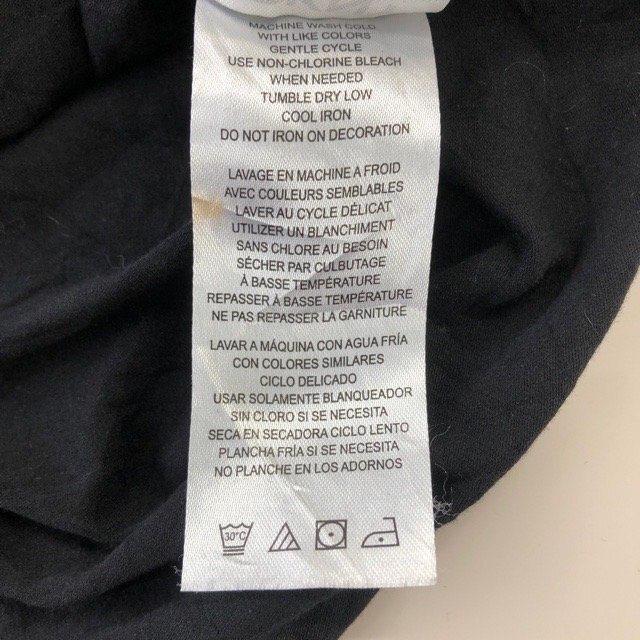 MACHINE WASH COLD
WITH LIKE COLORS
GENTLE CYCLE
USE NON-CHLORINE BLEACH
WHEN NEEDED
TUMBLE DRY LOW
COOL IRON
DO NOT IRON ON DECORATION
LAVAGE EN MACHINE A FROID
AVEC COULEURS SEMBLABLES
LAVER AU CYCLE DÉLICAT
UTILIZER UN BLANCHIMENT
SANS CHLORE AU BESOIN
SÉCHER PAR CULBUTAGE
À BASSE TEMPÉRATURE
REPASSER À BASSE TEMPÉRATURE
NE PAS REPASSER LA GARNITURE
LAVAR A MÁQUINA CON AGUA FRÍA
CON COLORES SIMILARES
CICLO DELICADO
USAR SOLAMENTE BLANQUEADOR
SIN CLORO SI SE NECESITA
SECA EN SECADORA CICLO LENTO
PLANCHA FRÍA SI SE NECESITA
NO PLANCHE EN LOS ADORNOS
30°C